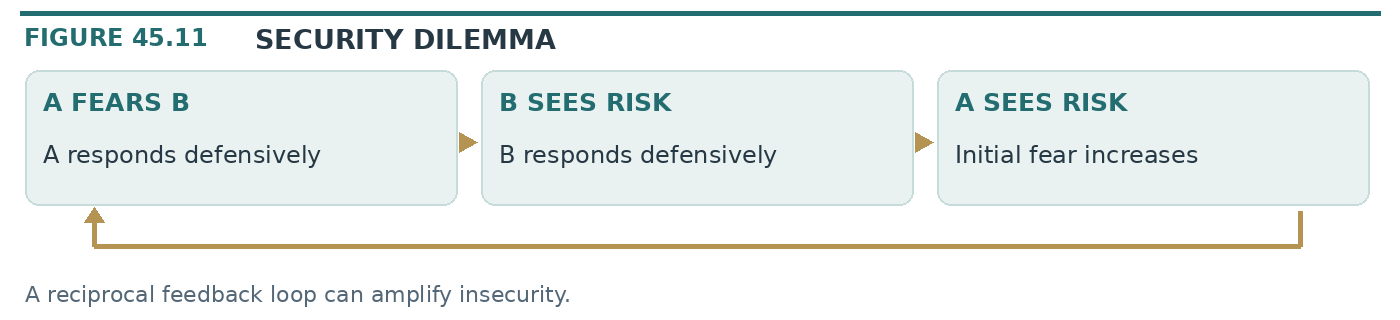 FIGURE 45.11 SECURITY DILEMMA
A FEARS B
A responds defensively
B SEES RISK
B responds defensively
A SEES RISK
Initial fear increases
A reciprocal feedback loop can amplify insecurity.